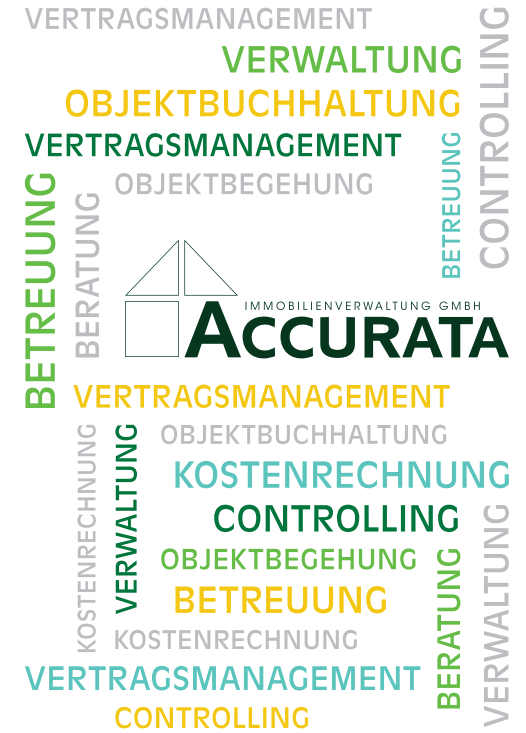 VERTRAGSMANAGEMENT
VERWALTUNG
CONTROLLING
OBJEKTBUCHHALTUNG
VERTRAGSMANAGEMENT
BETREUUNG
OBJEKTBEGEHUNG
BETREUUNG
BERATUNG
IMMOBILIENVERWALTUNG GMBH
ACCURATA
VERTRAGSMANAGEMENT
KOSTENRECHNUNG
VERWALTUNG
OBJEKTBUCHHALTUNG
KOSTENRECHNUNG
CONTROLLING
VERWALTUNG
OBJEKTBEGEHUNG
BERATUNG
BETREUUNG
KOSTENRECHNUNG
VERTRAGSMANAGEMENT
CONTROLLING